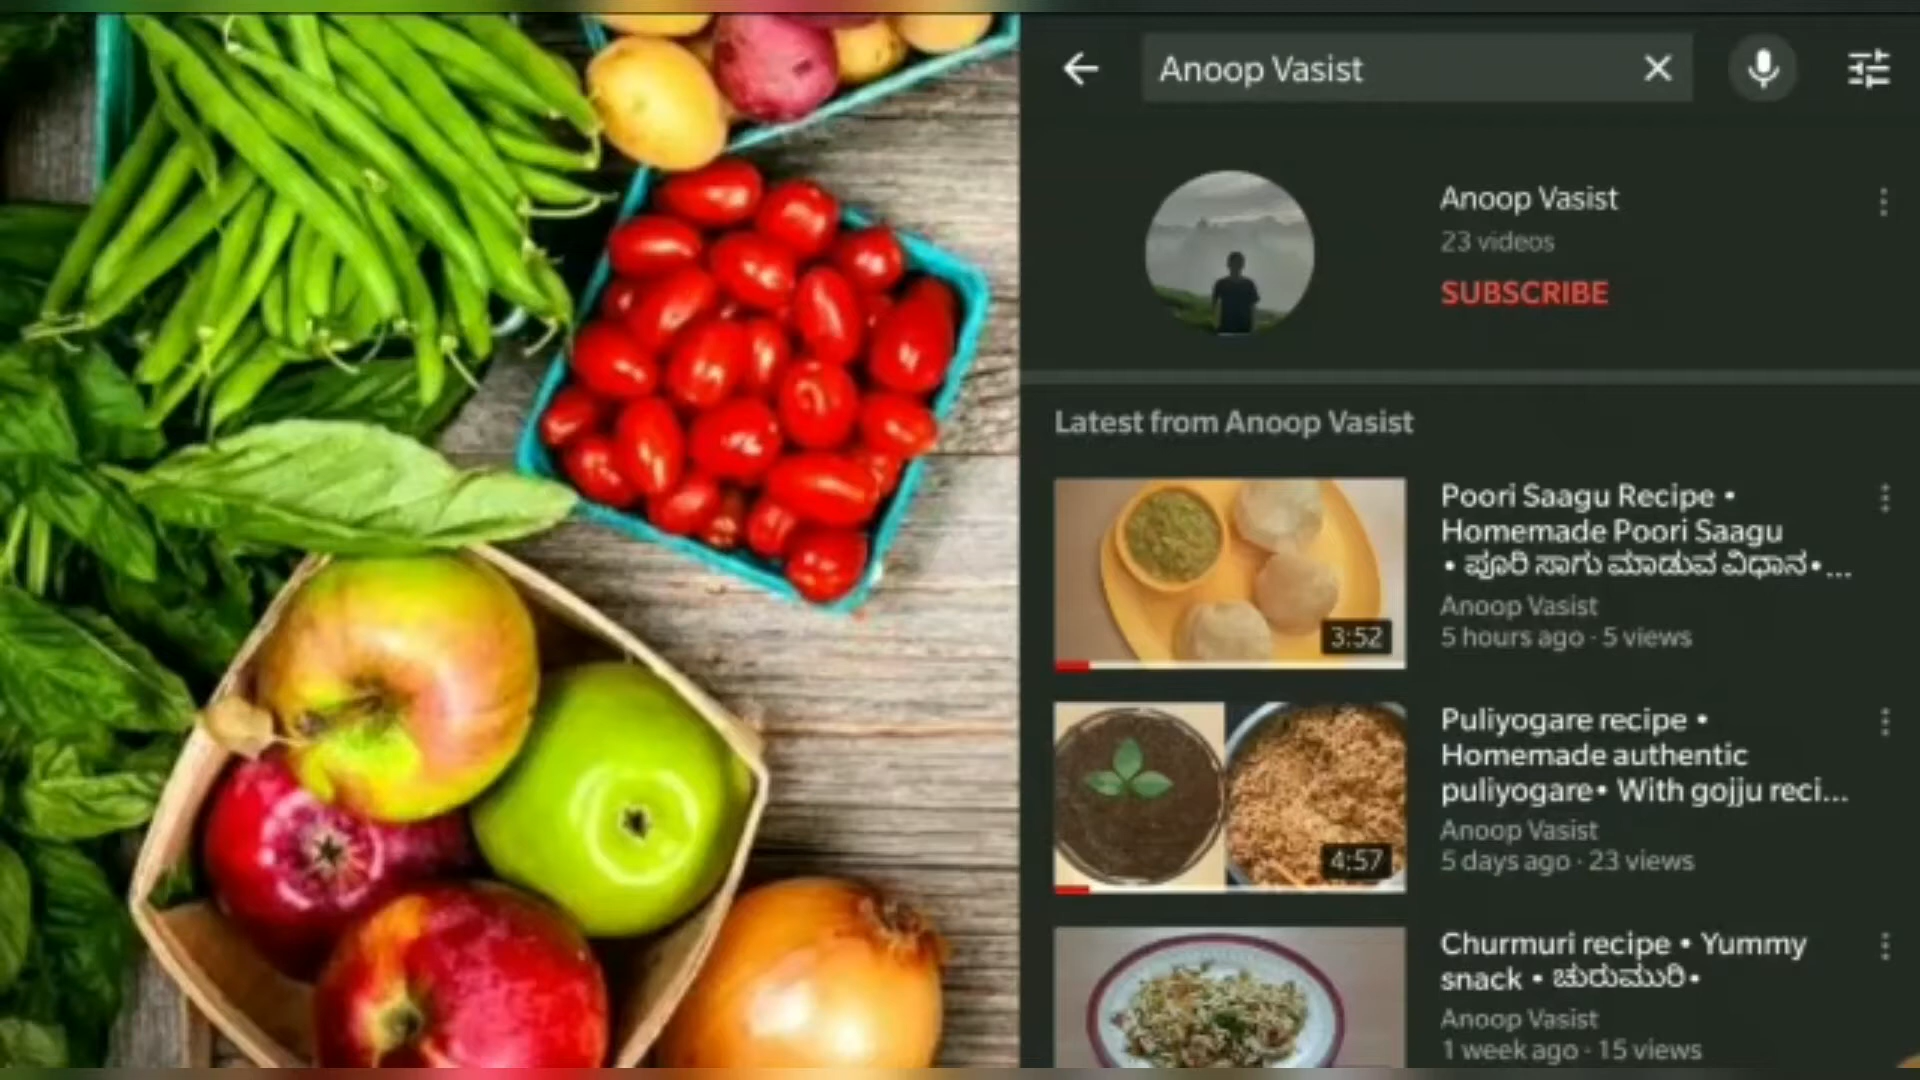 Anoop Vasist
Anoop Vasist
23 videos
SUBSCRIBE
Latest from Anoop Vasist
Poori Saagu Recipe •
Homemade Poori Saagu
• ಪೂರಿ ಸಾಗು ಮಾಡುವ ವಿಧಾನ•...
Anoop Vasist
5 hours ago · 5 views
3:52
Puliyogare recipe •
Homemade authentic
puliyogare• With gojju reci...
Anoop Vasist
5 days ago · 23 views
4:57
Churmuri recipe • Yummy
snack • ಚುರುಮುರಿ•
Anoop Vasist
1 week ago · 15 views